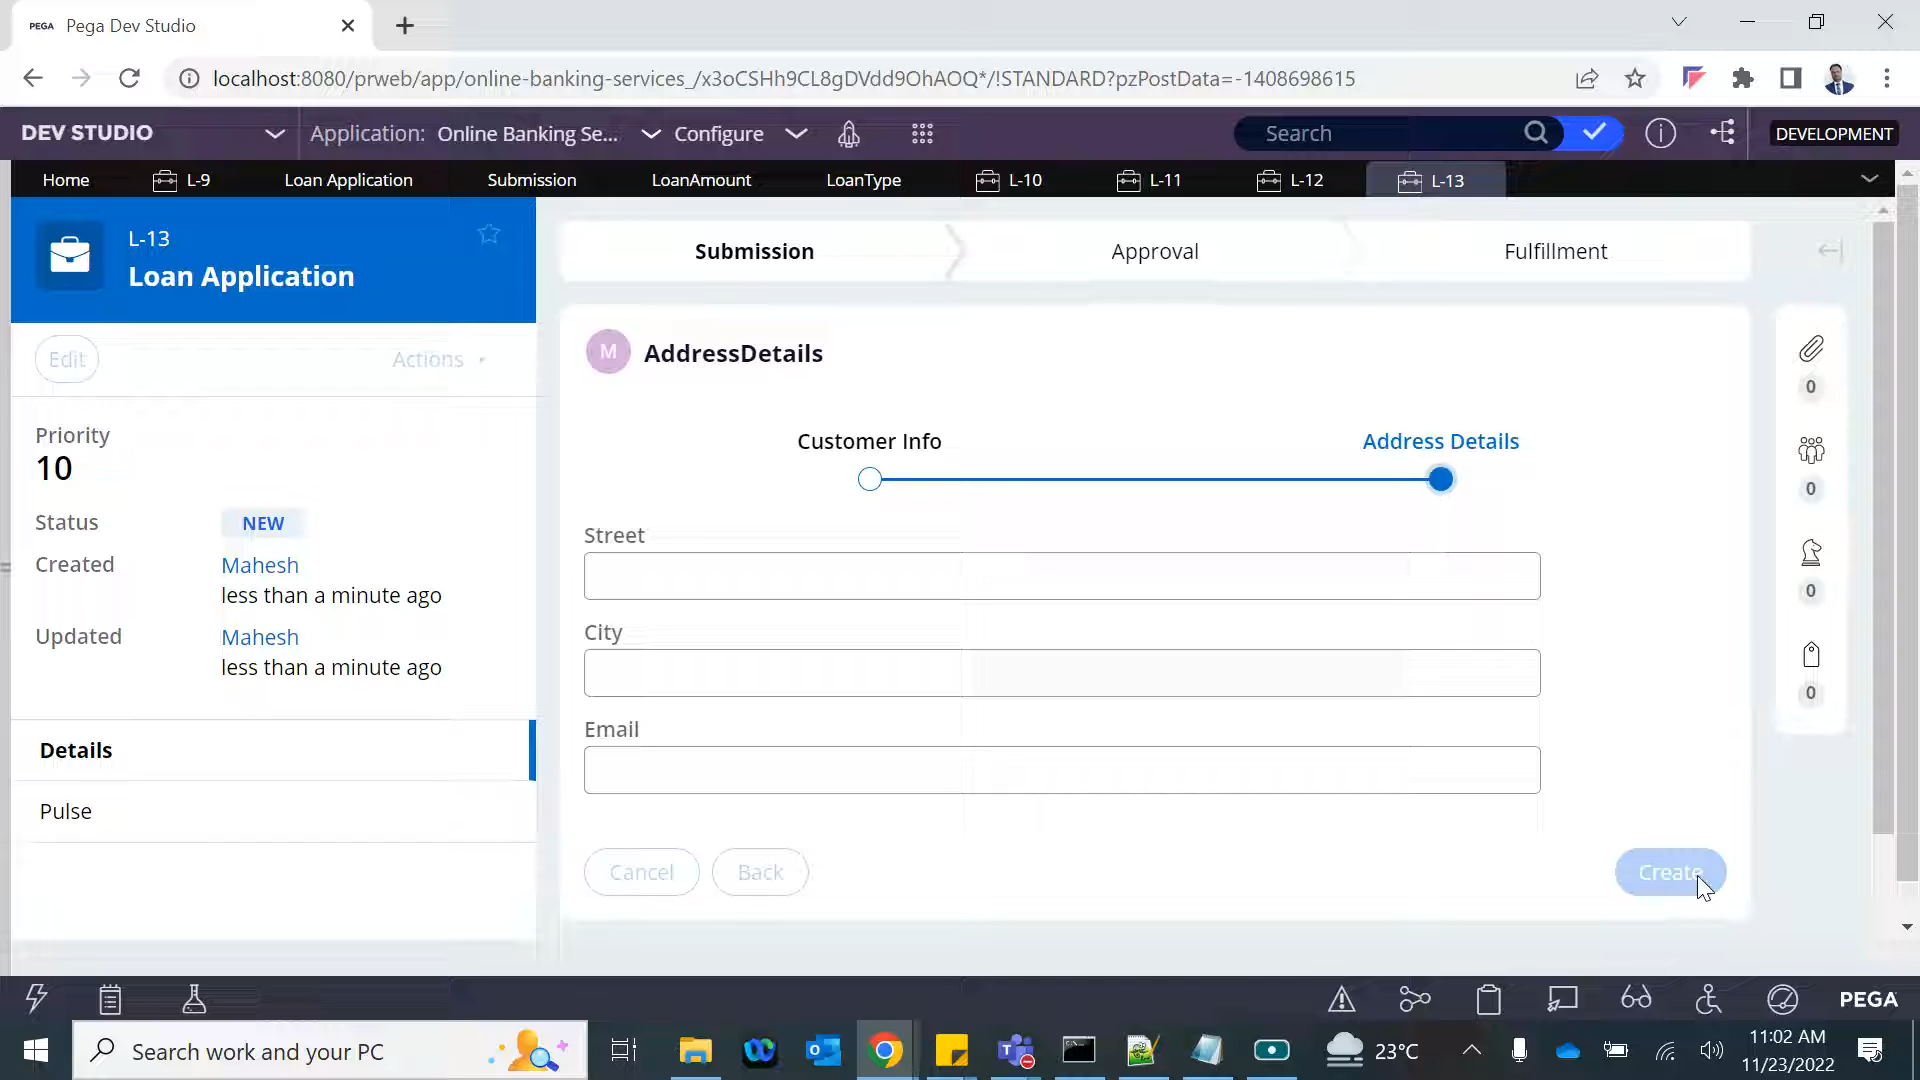 PEGA Pega Dev Studio
localhost:8080/prweb/app/online-banking-services_/x3oCSHh9CL8gDVdd9OhAOQ*/!STANDARD?pzPostData=-1408698615
DEV STUDIO Application: Online Banking Se... Configure Search DEVELOPMENT
Home L-9 Loan Application Submission LoanAmount LoanType L-10 L-11 L-12 L-13
L-13
Loan Application
Submission Approval Fulfillment
Edit Actions
M AddressDetails
0
Customer Info Address Details
Priority
10
0
Status NEW
Created Mahesh
less than a minute ago
Updated Mahesh
less than a minute ago
Street
City
Email
0
0
Details
Pulse
Cancel Back Create
PEGA
Search work and your PC
23°C
11:02 AM
11/23/2022